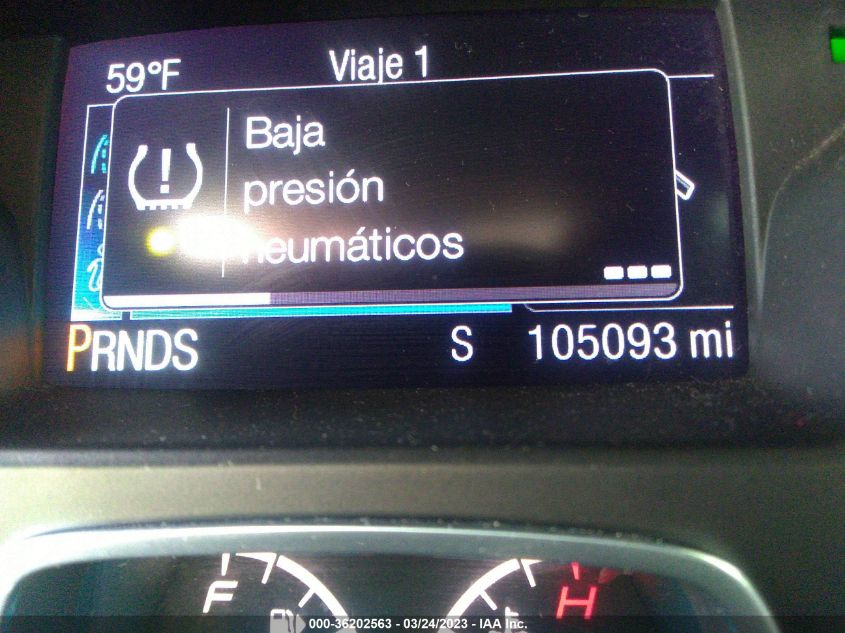 59°F
Viaje 1
Baja
presión
neumáticos
PRNDS
S
105093 mi
F
H
000-36202563 - 03/24/2023 - IAA Inc.